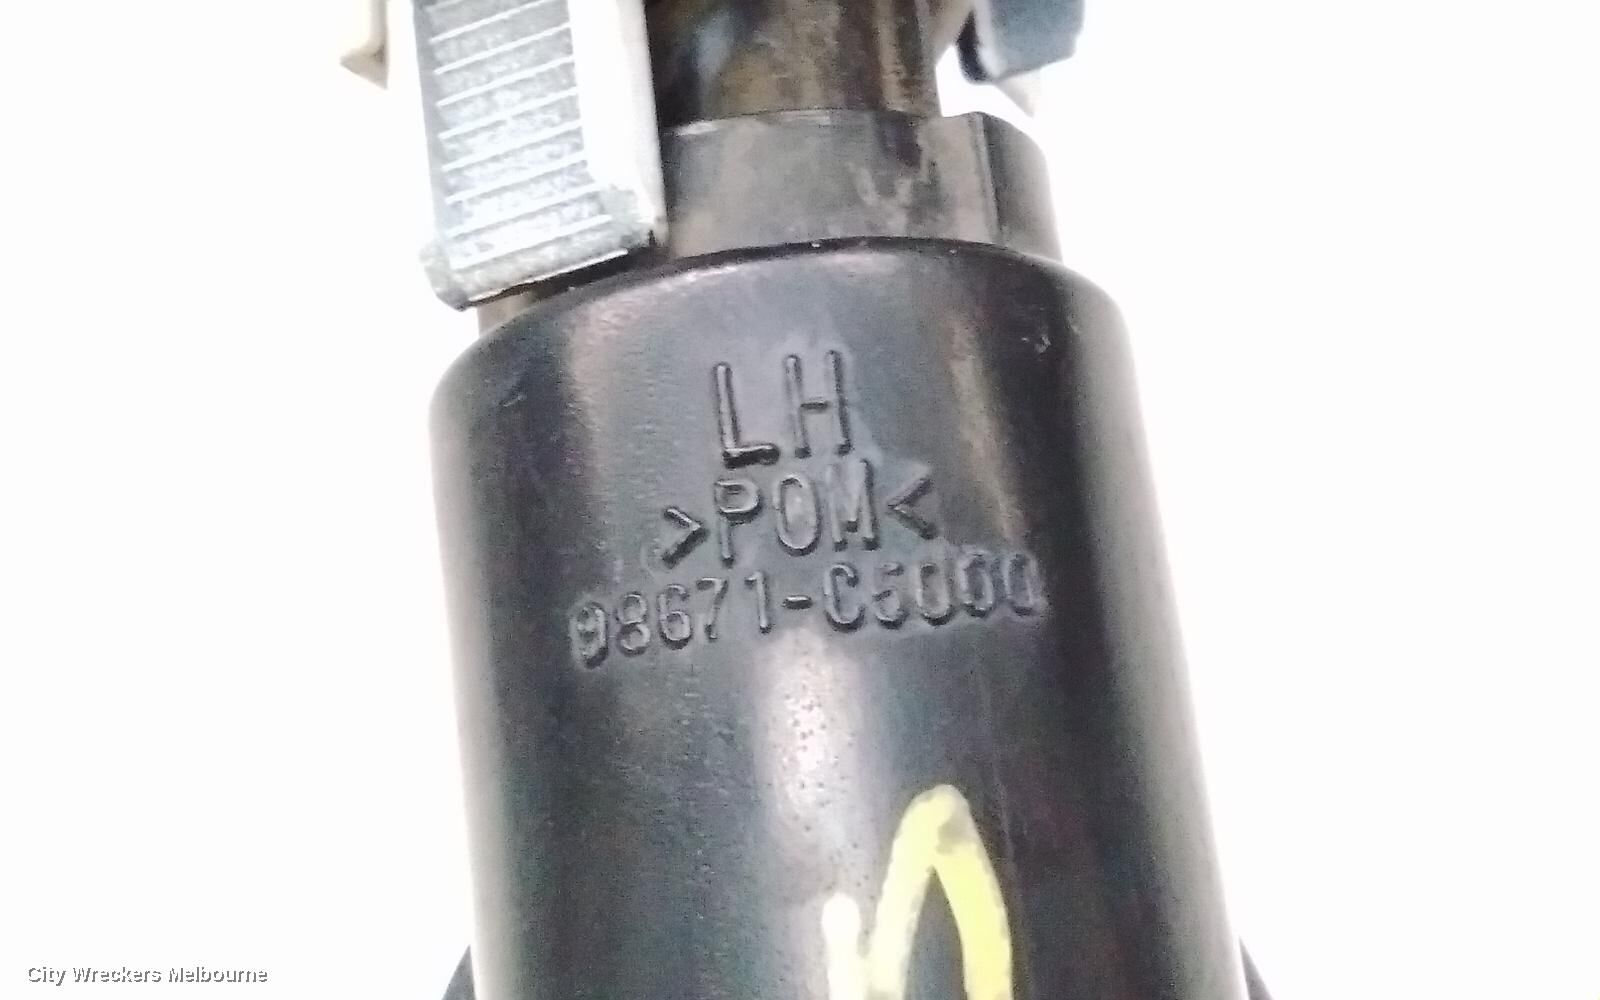 LH
>POM<
98671-C5000
City Wreckers Melbourne